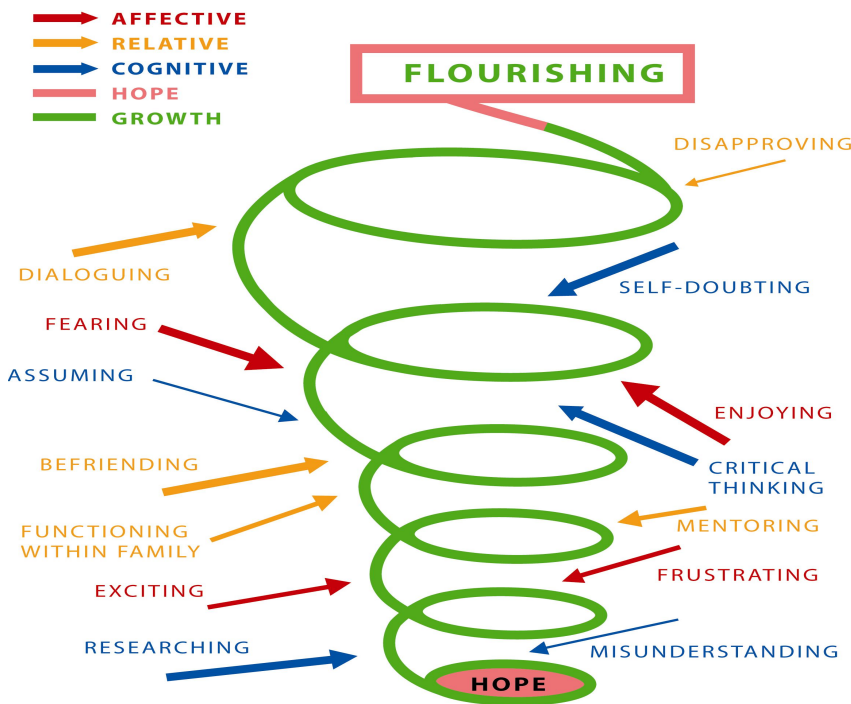 AFFECTIVE
RELATIVE
COGNITIVE
HOPE
GROWTH
FLOURISHING
DISAPPROVING
DIALOGUING
SELF-DOUBTING
FEARING
ASSUMING
ENJOYING
BEFRIENDING
CRITICAL
THINKING
FUNCTIONING
WITHIN FAMILY
MENTORING
EXCITING
FRUSTRATING
RESEARCHING
MISUNDERSTANDING
HOPE